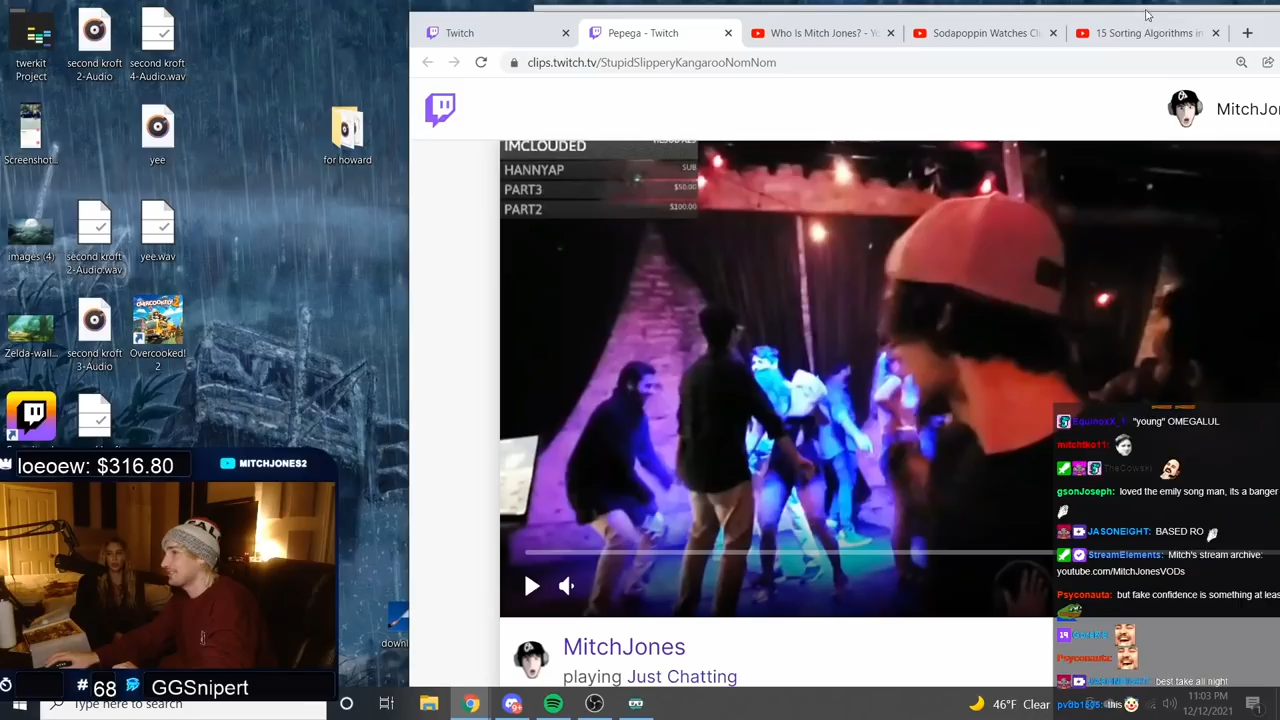 twerkit
Project
second kroft
2-Audio
second kroft
4-Audio.wav
Screenshot...
yee
for howard
images (4)
second kroft
2-Audio.wav
yee.wav
Zelda-wall...
second kroft
3-Audio
Overcooked!
2
downl
Twitch
Pepega - Twitch
Who Is Mitch Jones? - Yo
Sodapoppin Watches Cl
15 Sorting Algorithms in
clips.twitch.tv/StupidSlipperyKangarooNomNom
MitchJo
IMCLOUDED
HANNYAP SUB
PART3 $50.00
PART2 $100.00
EquinoxX_1: "young" OMEGALUL
mitchtko11:
TheCowski
gsonJoseph: loved the emily song man, its a banger
JASONEIGHT: BASED RO
StreamElements: Mitch's stream archive:
youtube.com/MitchJonesVODs
Psyconauta: but fake confidence is something at leas
Psyconauta:
best take all night
pvdb1595: this
MitchJones
playing Just Chatting
loeoew: $316.80
MITCHJONES2
# 68 GGSnipert
Type here to search
46°F Clear
11:03 PM
12/12/2021